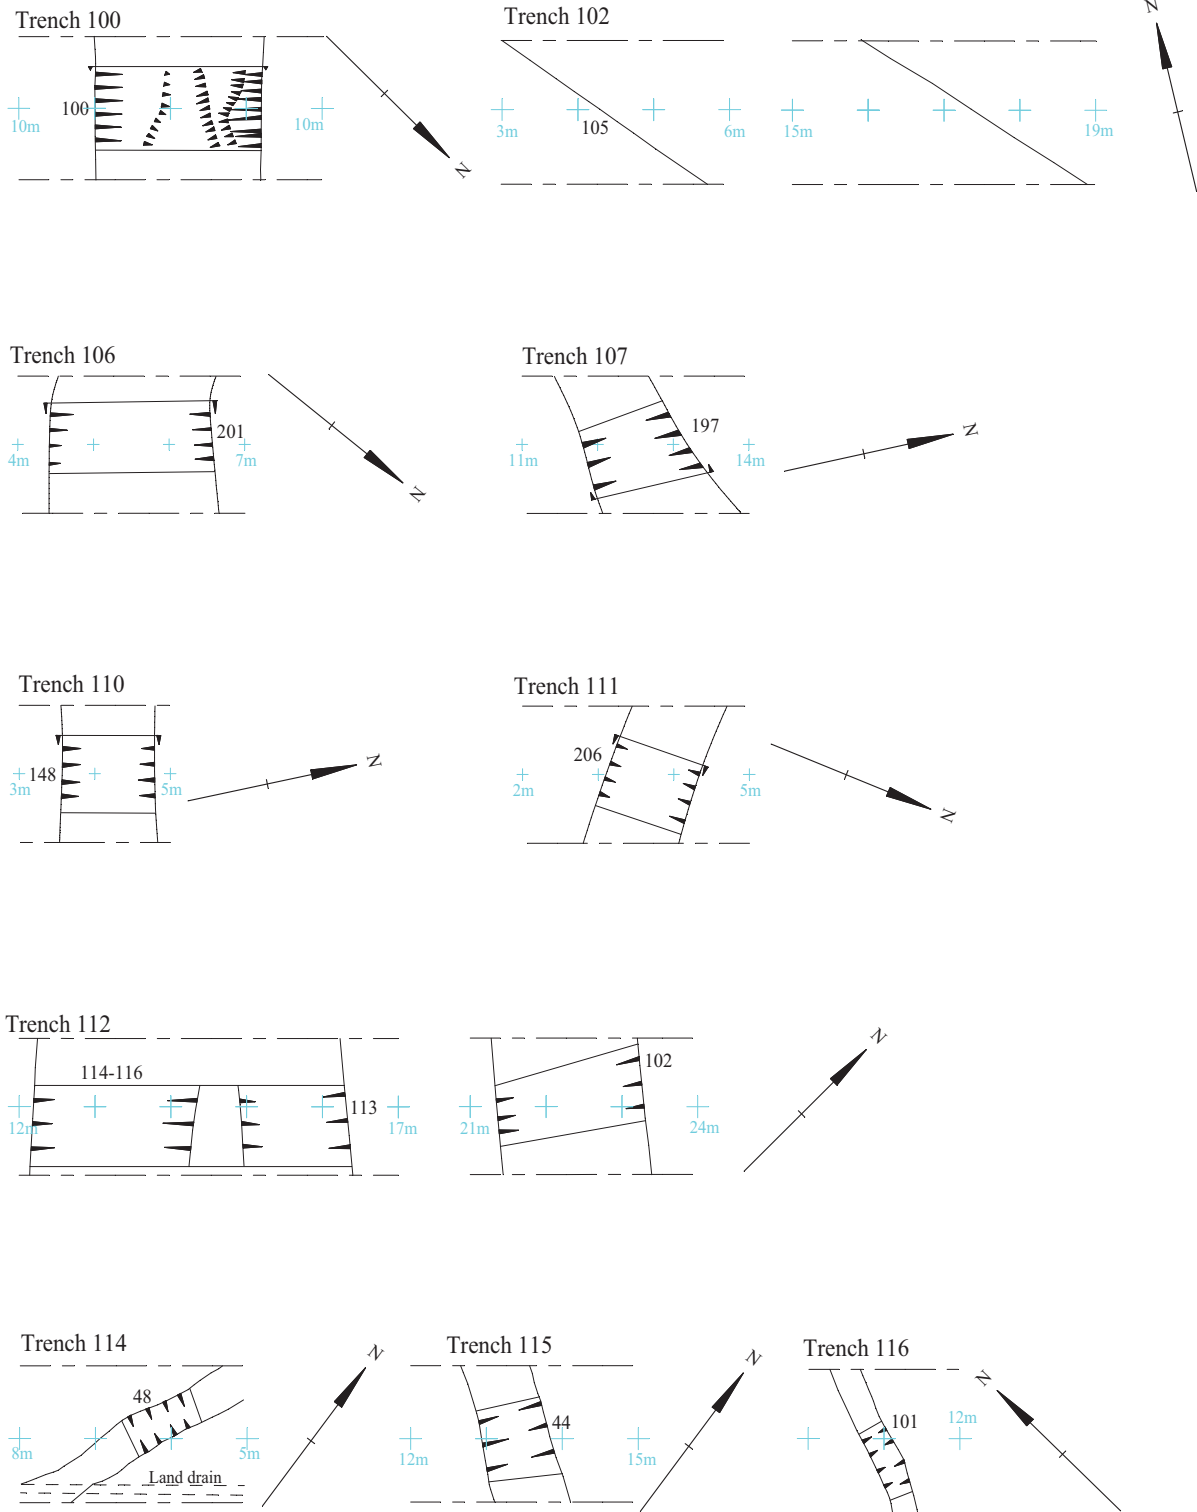 Trench 100
100
10m
10m
N
Trench 102
105
3m
6m
15m
19m
N
Trench 106
201
4m
7m
N
Trench 107
197
11m
14m
N
Trench 110
148
3m
5m
N
Trench 111
206
2m
5m
N
Trench 112
114-116
113
12m
17m
102
21m
24m
N
Trench 114
48
8m
5m
Land drain
N
Trench 115
44
12m
15m
N
Trench 116
101
12m
N